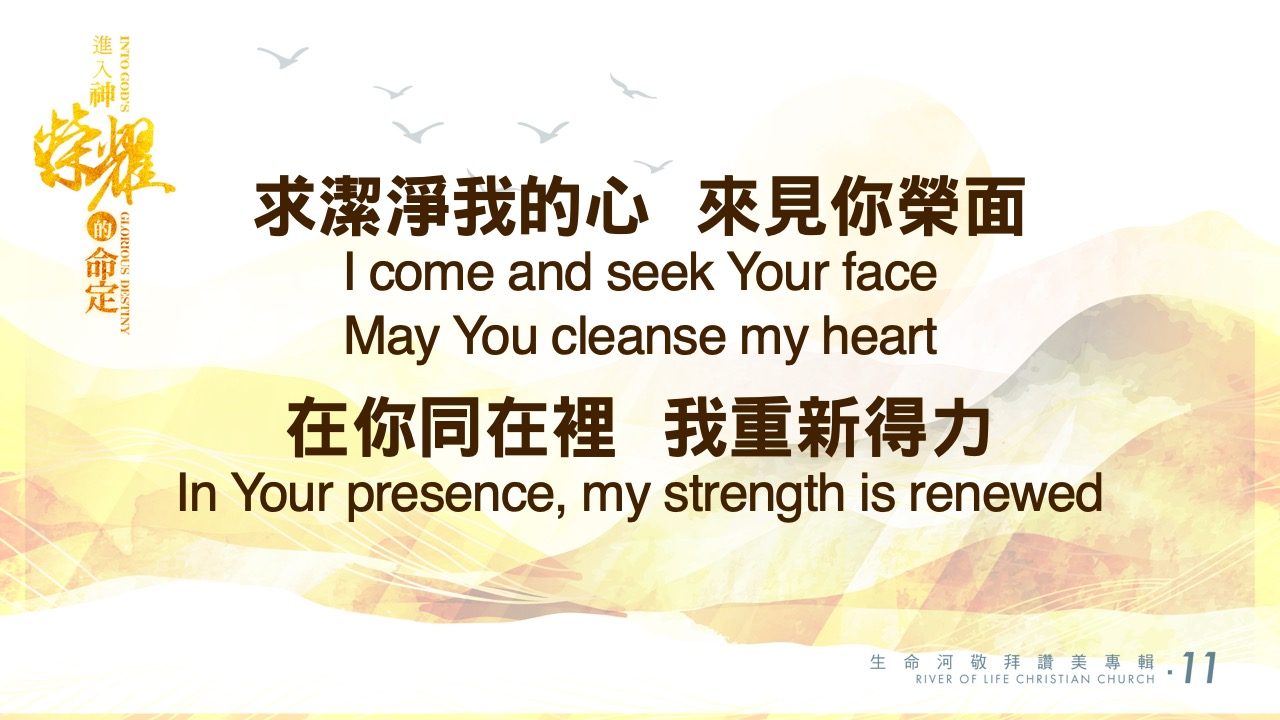 進入神
榮耀
的
命定
INTO GOD'S
GLORIOUS DESTINY
求潔淨我的心 來見你榮面
I come and seek Your face
May You cleanse my heart
在你同在裡 我重新得力
In Your presence, my strength is renewed
生命河敬拜讚美專輯 ·11
RIVER OF LIFE CHRISTIAN CHURCH